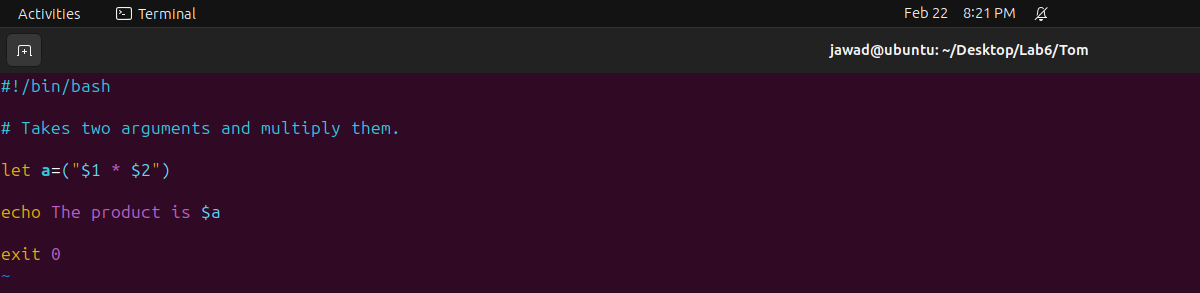 Activities Terminal Feb 22 8:21 PM
jawad@ubuntu: ~/Desktop/Lab6/Tom
#!/bin/bash
# Takes two arguments and multiply them.
let a=("$1 * $2")
echo The product is $a
exit 0
~